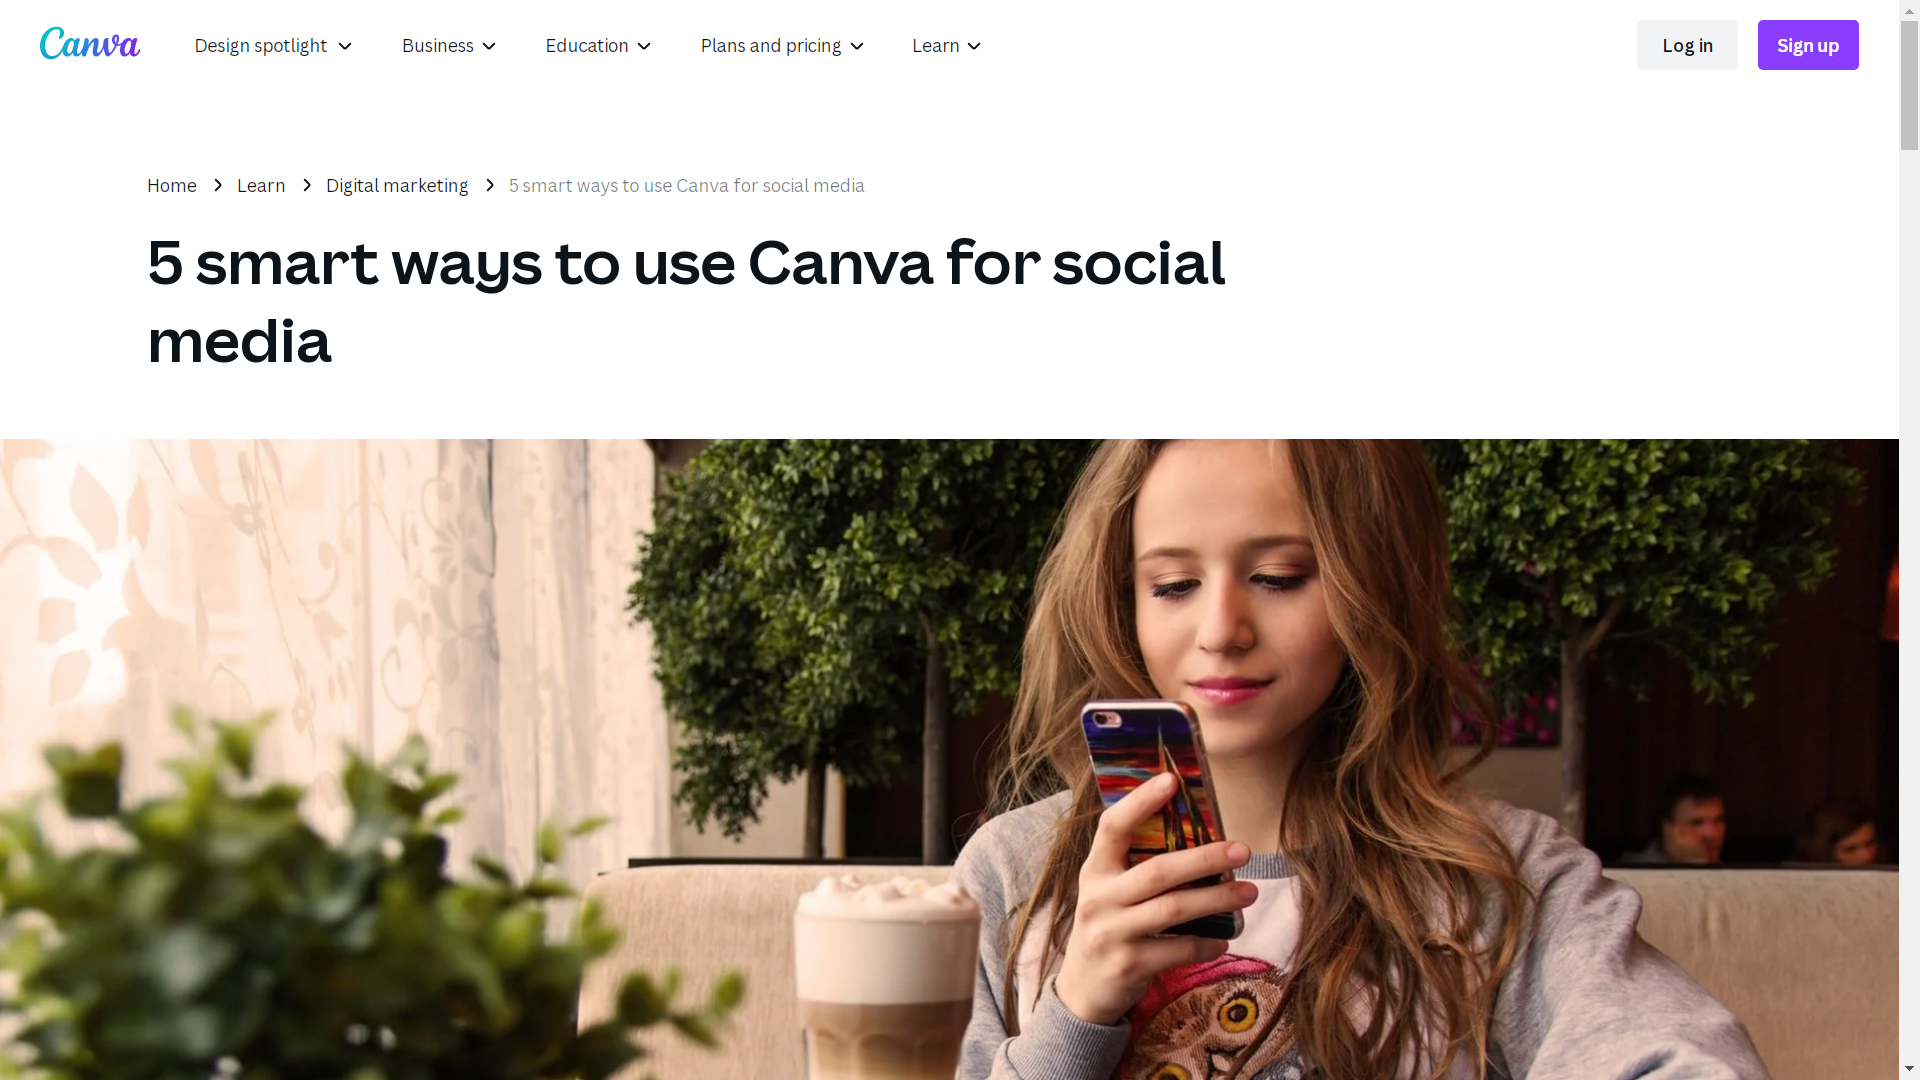 Canva
Design spotlight
Business
Education
Plans and pricing
Learn
Log in
Sign up
Home
Learn
Digital marketing
5 smart ways to use Canva for social media
5 smart ways to use Canva for social
media